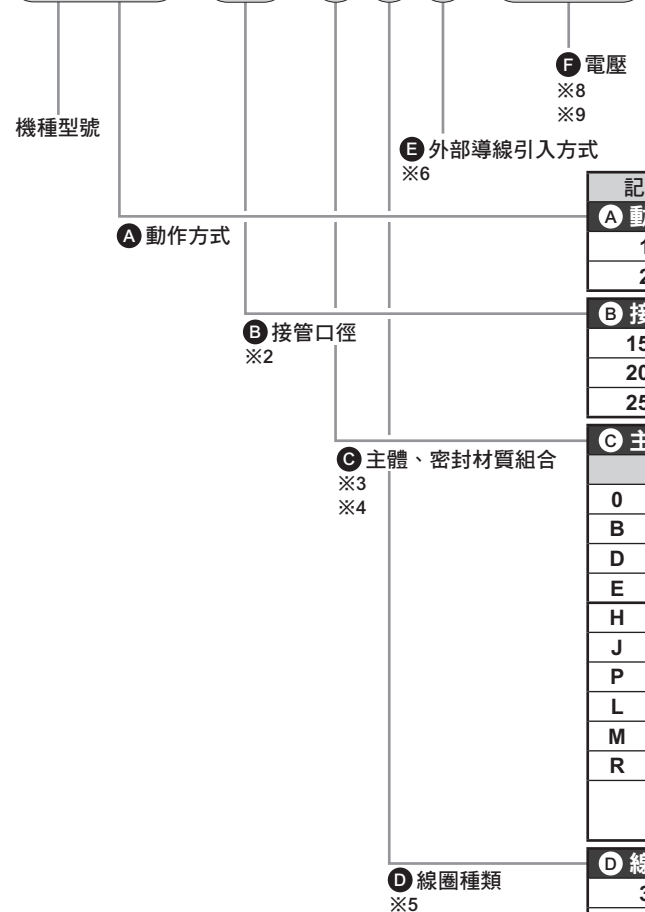 F 電壓
※8
※9
機種型號
E 外部導線引入方式
※6
A 動作方式
B 接管口徑
※2
C 主體、密封材質組合
※3
※4
D 線圈種類
※5
記
A 動
1
2
B 接
15
20
25
C 主
0
B
D
E
H
J
P
L
M
R
D 線
3